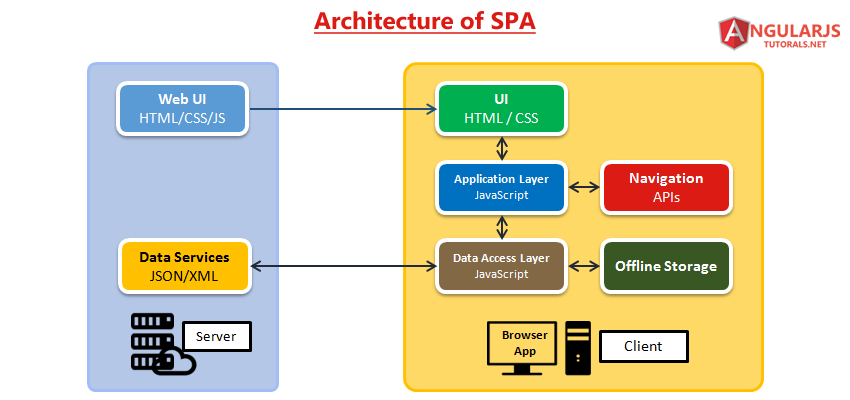 Architecture of SPA
ANGULARJS
TUTORALS.NET
Web UI
HTML/CSS/JS
UI
HTML / CSS
Application Layer
JavaScript
Navigation
APIs
Data Services
JSON/XML
Data Access Layer
JavaScript
Offline Storage
Server
Browser
App
Client